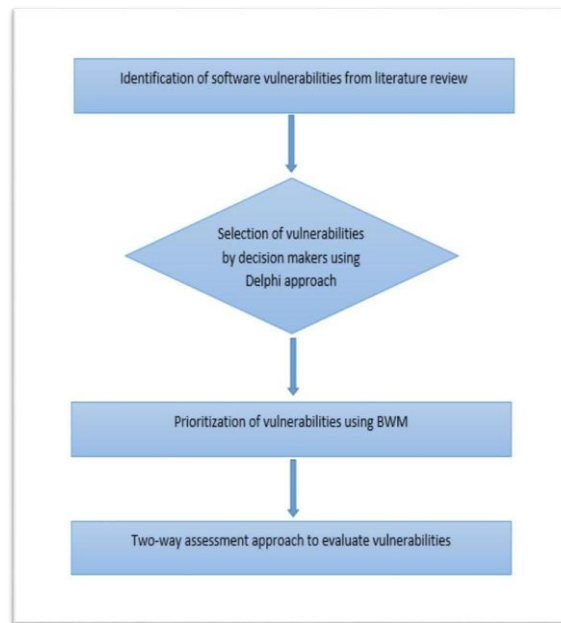 Identification of software vulnerabilities from literature review
Selection of vulnerabilities
by decision makers using
Delphi approach
Prioritization of vulnerabilities using BWM
Two-way assessment approach to evaluate vulnerabilities